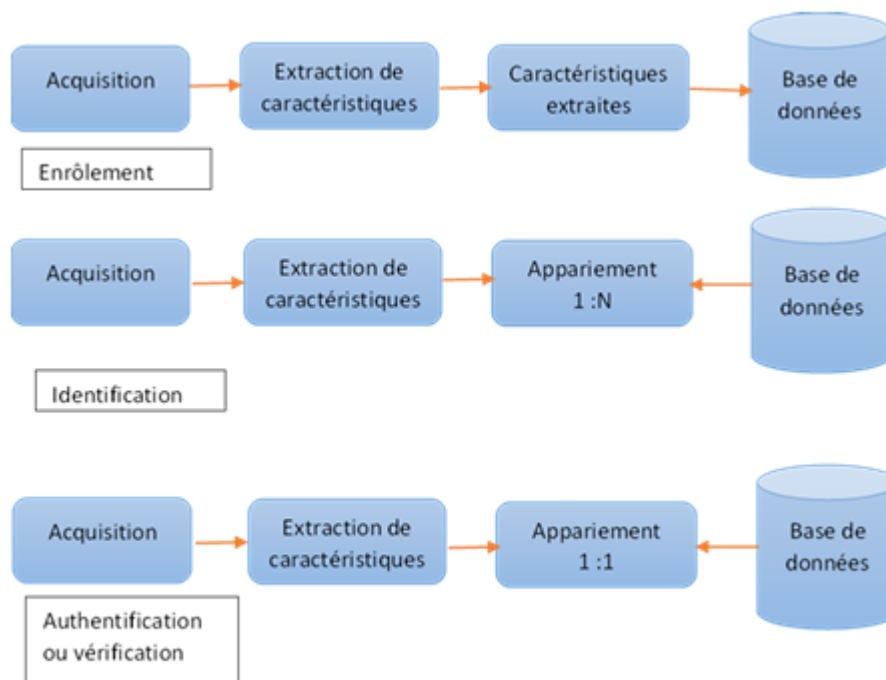 Acquisition
Extraction de
caractéristiques
Caractéristiques
extraites
Base de
données
Enrôlement
Acquisition
Extraction de
caractéristiques
Appariement
1 :N
Base de
données
Identification
Acquisition
Extraction de
caractéristiques
Appariement
1 :1
Base de
données
Authentification
ou vérification